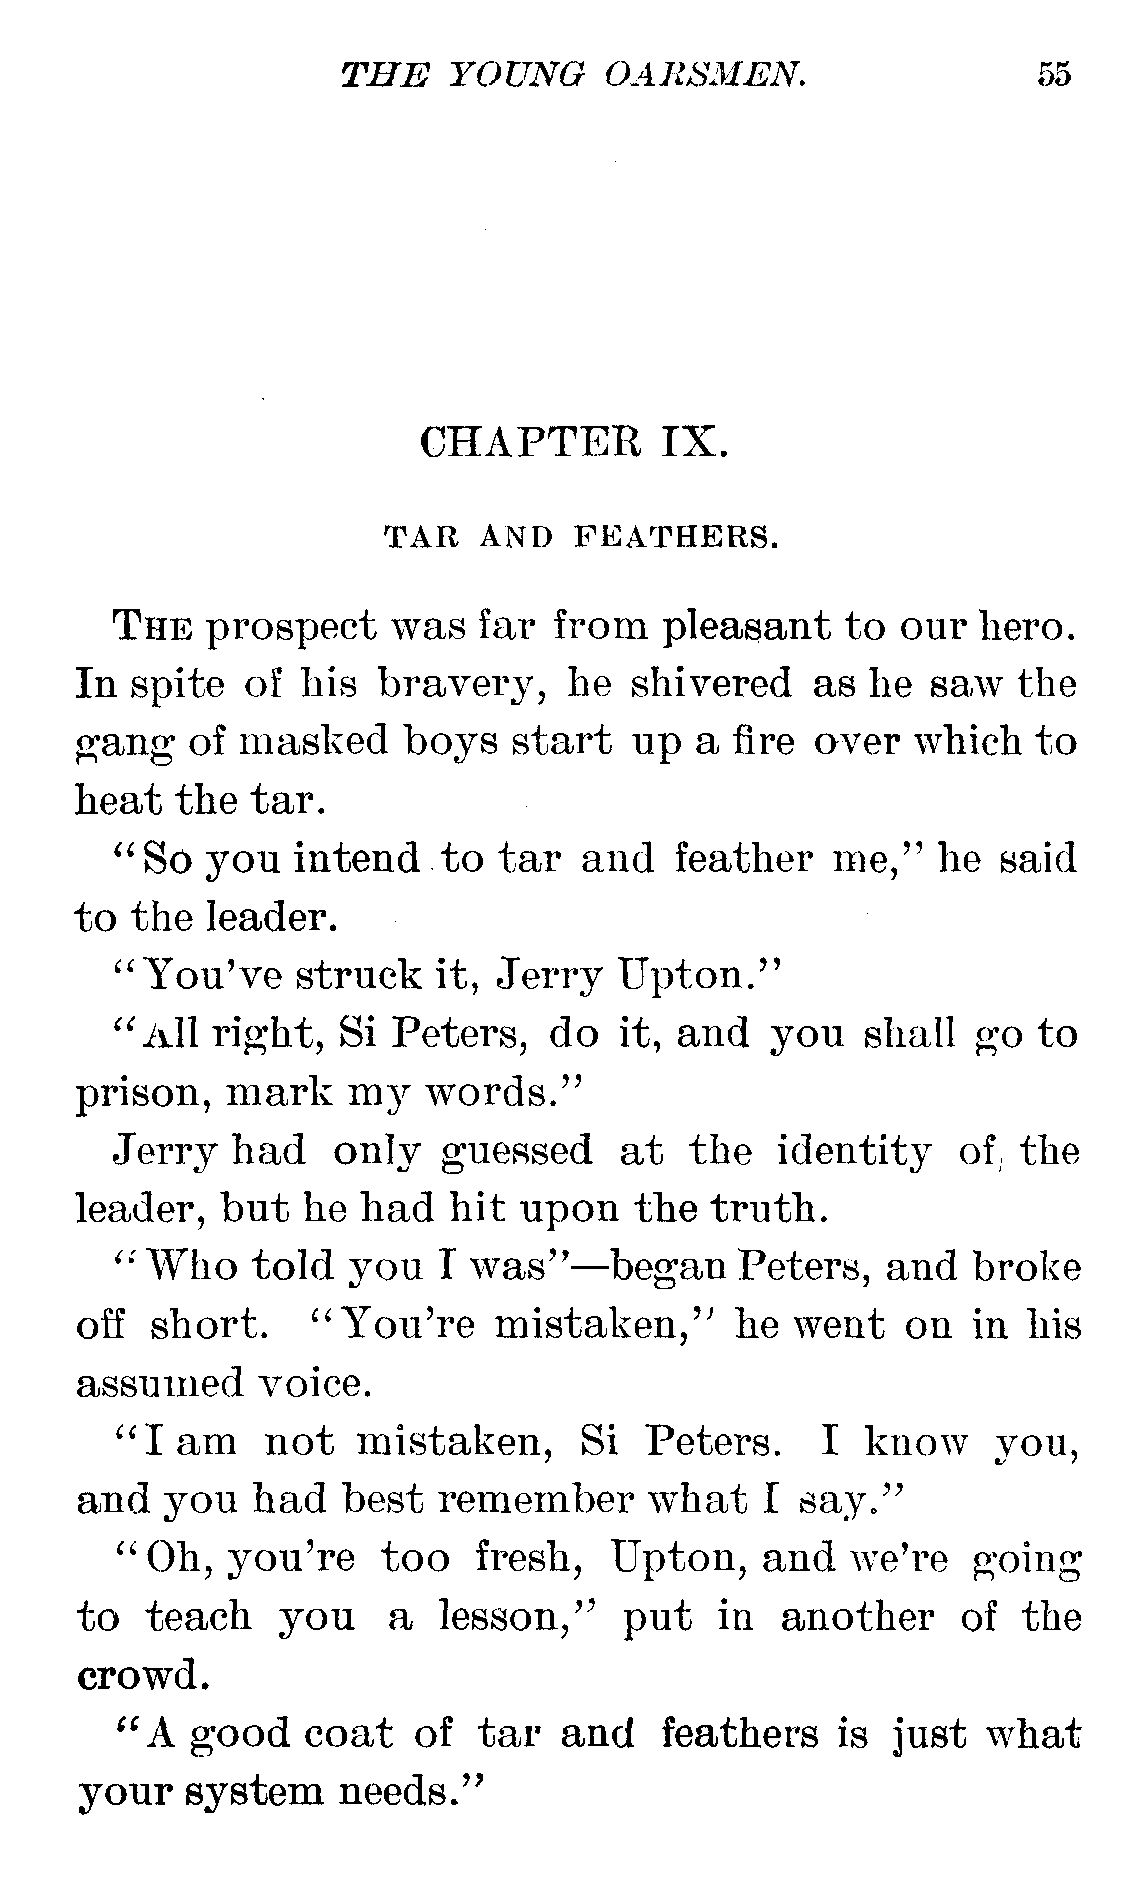 THE YOUNG OARSMEN. 55
CHAPTER IX.
TAR AND FEATHERS.
THE prospect was far from pleasant to our hero.
In spite of his bravery, he shivered as he saw the
gang of masked boys start up a fire over which to
heat the tar.
"So you intend to tar and feather me," he said
to the leader.
"You've struck it, Jerry Upton."
"All right, Si Peters, do it, and you shall go to
prison, mark my words."
Jerry had only guessed at the identity of the
leader, but he had hit upon the truth.
"Who told you I was"—began Peters, and broke
off short. "You're mistaken," he went on in his
assumed voice.
"I am not mistaken, Si Peters. I know you,
and you had best remember what I say."
"Oh, you're too fresh, Upton, and we're going
to teach you a lesson," put in another of the
crowd.
"A good coat of tar and feathers is just what
your system needs."